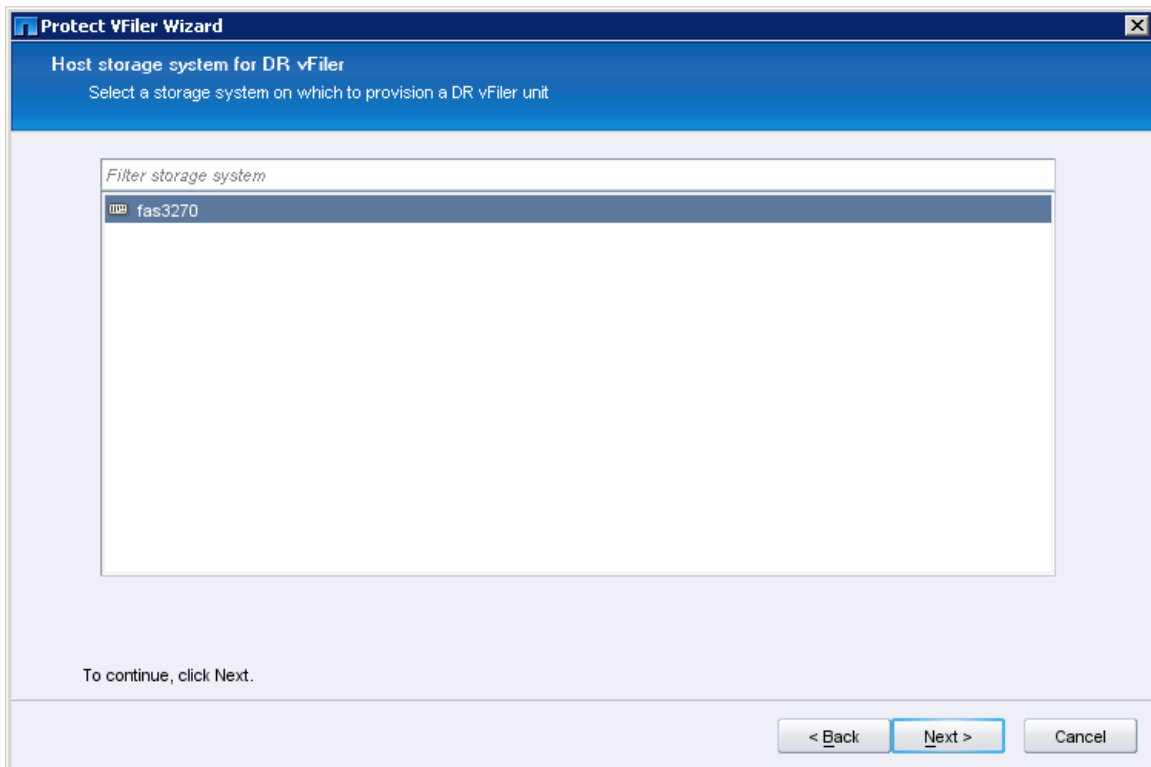 Protect VFiler Wizard
Host storage system for DR vFiler
Select a storage system on which to provision a DR vFiler unit
Filter storage system
fas3270
To continue, click Next.
< Back Next > Cancel